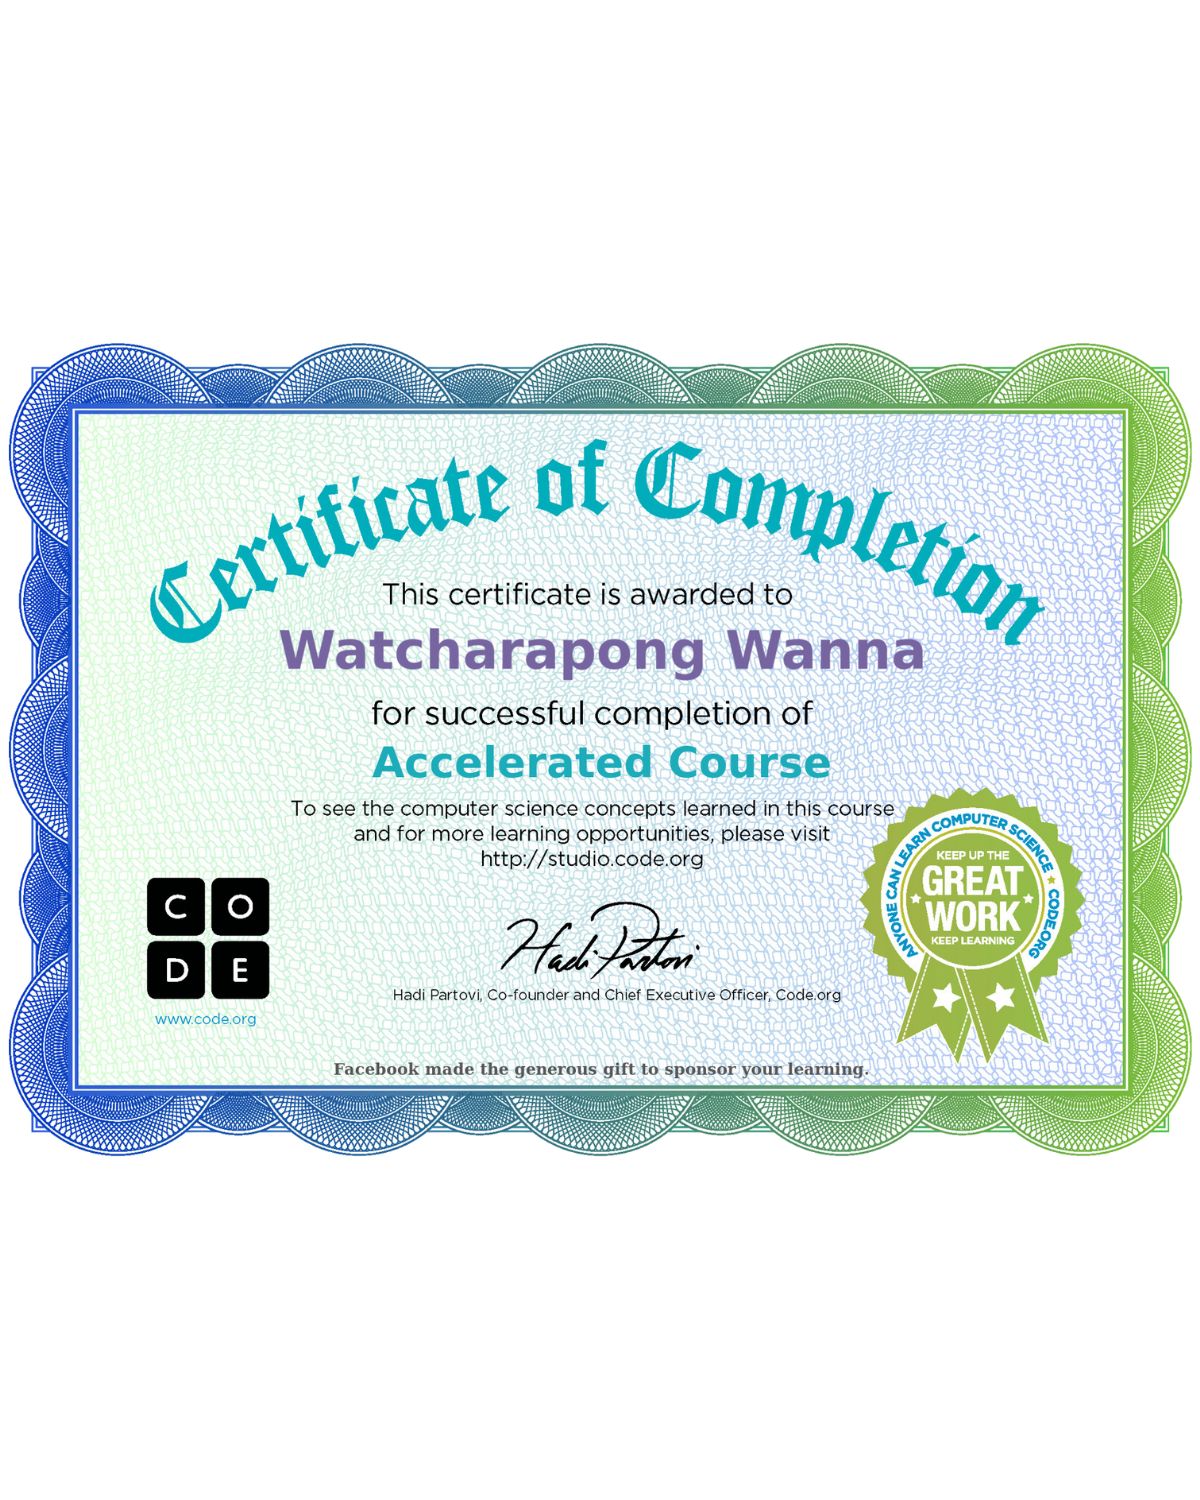 Certificate of Completion
This certificate is awarded to
Watcharapong Wanna
for successful completion of
Accelerated Course
To see the computer science concepts learned in this course
and for more learning opportunities, please visit
http://studio.code.org
ANYONE CAN LEARN COMPUTER SCIENCE ★ CODE.ORG
KEEP UP THE
GREAT
WORK
KEEP LEARNING
C O
D E
www.code.org
Hadi Partovi
Hadi Partovi, Co-founder and Chief Executive Officer, Code.org
Facebook made the generous gift to sponsor your learning.